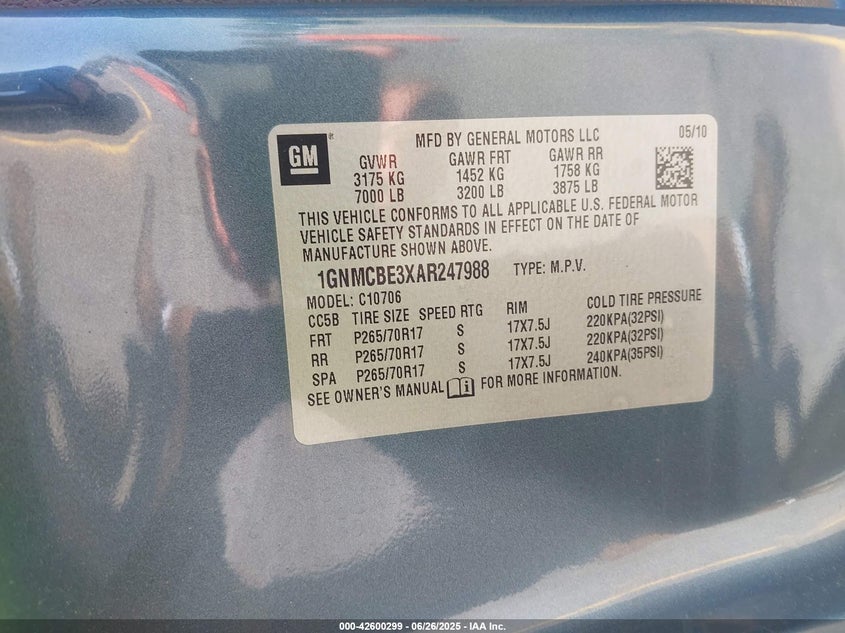 GM
MFD BY GENERAL MOTORS LLC 05/10
GVWR GAWR FRT GAWR RR
3175 KG 1452 KG 1758 KG
7000 LB 3200 LB 3875 LB
THIS VEHICLE CONFORMS TO ALL APPLICABLE U.S. FEDERAL MOTOR
VEHICLE SAFETY STANDARDS IN EFFECT ON THE DATE OF
MANUFACTURE SHOWN ABOVE.
1GNMCBE3XAR247988 TYPE: M.P.V.
MODEL: C10706
CC5B TIRE SIZE SPEED RTG RIM COLD TIRE PRESSURE
FRT P265/70R17 S 17X7.5J 220KPA(32PSI)
RR P265/70R17 S 17X7.5J 220KPA(32PSI)
SPA P265/70R17 S 17X7.5J 240KPA(35PSI)
SEE OWNER'S MANUAL FOR MORE INFORMATION.
000-42600299 - 06/26/2025 - IAA Inc.